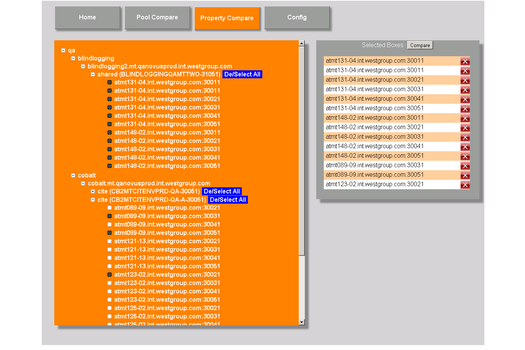 Home
Pool Compare
Property Compare
Config
qa
blindlogging
blindlogging2.mt.qanovusprod.int.westgroup.com
shared (BLINDLOGGINGQAMTTWO-31051) De/Select All
atmt131-04.int.westgroup.com:30011
atmt131-04.int.westgroup.com:30011
atmt131-04.int.westgroup.com:30021
atmt131-04.int.westgroup.com:30031
atmt131-04.int.westgroup.com:30041
atmt131-04.int.westgroup.com:30051
atmt148-02.int.westgroup.com:30011
atmt148-02.int.westgroup.com:30021
atmt148-02.int.westgroup.com:30031
atmt148-02.int.westgroup.com:30041
atmt148-02.int.westgroup.com:30051
cobalt
cobalt.mt.qanovusprod.int.westgroup.com
cite (CB2MTCITENVPRD-QA-30051) De/Select All
cite (CB2MTCITENVPRD-QA-30051) De/Select All
atmt089-09.int.westgroup.com:30021
atmt089-09.int.westgroup.com:30031
atmt089-09.int.westgroup.com:30041
atmt089-09.int.westgroup.com:30051
atmt121-13.int.westgroup.com:30021
atmt121-13.int.westgroup.com:30031
atmt121-13.int.westgroup.com:30041
atmt121-13.int.westgroup.com:30051
atmt123-02.int.westgroup.com:30021
atmt123-02.int.westgroup.com:30031
atmt123-02.int.westgroup.com:30041
atmt123-02.int.westgroup.com:30051
atmt125-02.int.westgroup.com:30021
atmt125-02.int.westgroup.com:30031
atmt125-02.int.westgroup.com:30041
Selected Boxes Compare
atmt131-04.int.westgroup.com:30011
atmt131-04.int.westgroup.com:30011
atmt131-04.int.westgroup.com:30021
atmt131-04.int.westgroup.com:30031
atmt131-04.int.westgroup.com:30041
atmt131-04.int.westgroup.com:30051
atmt148-02.int.westgroup.com:30011
atmt148-02.int.westgroup.com:30021
atmt148-02.int.westgroup.com:30031
atmt148-02.int.westgroup.com:30041
atmt148-02.int.westgroup.com:30051
atmt089-09.int.westgroup.com:30031
atmt089-09.int.westgroup.com:30051
atmt123-02.int.westgroup.com:30021